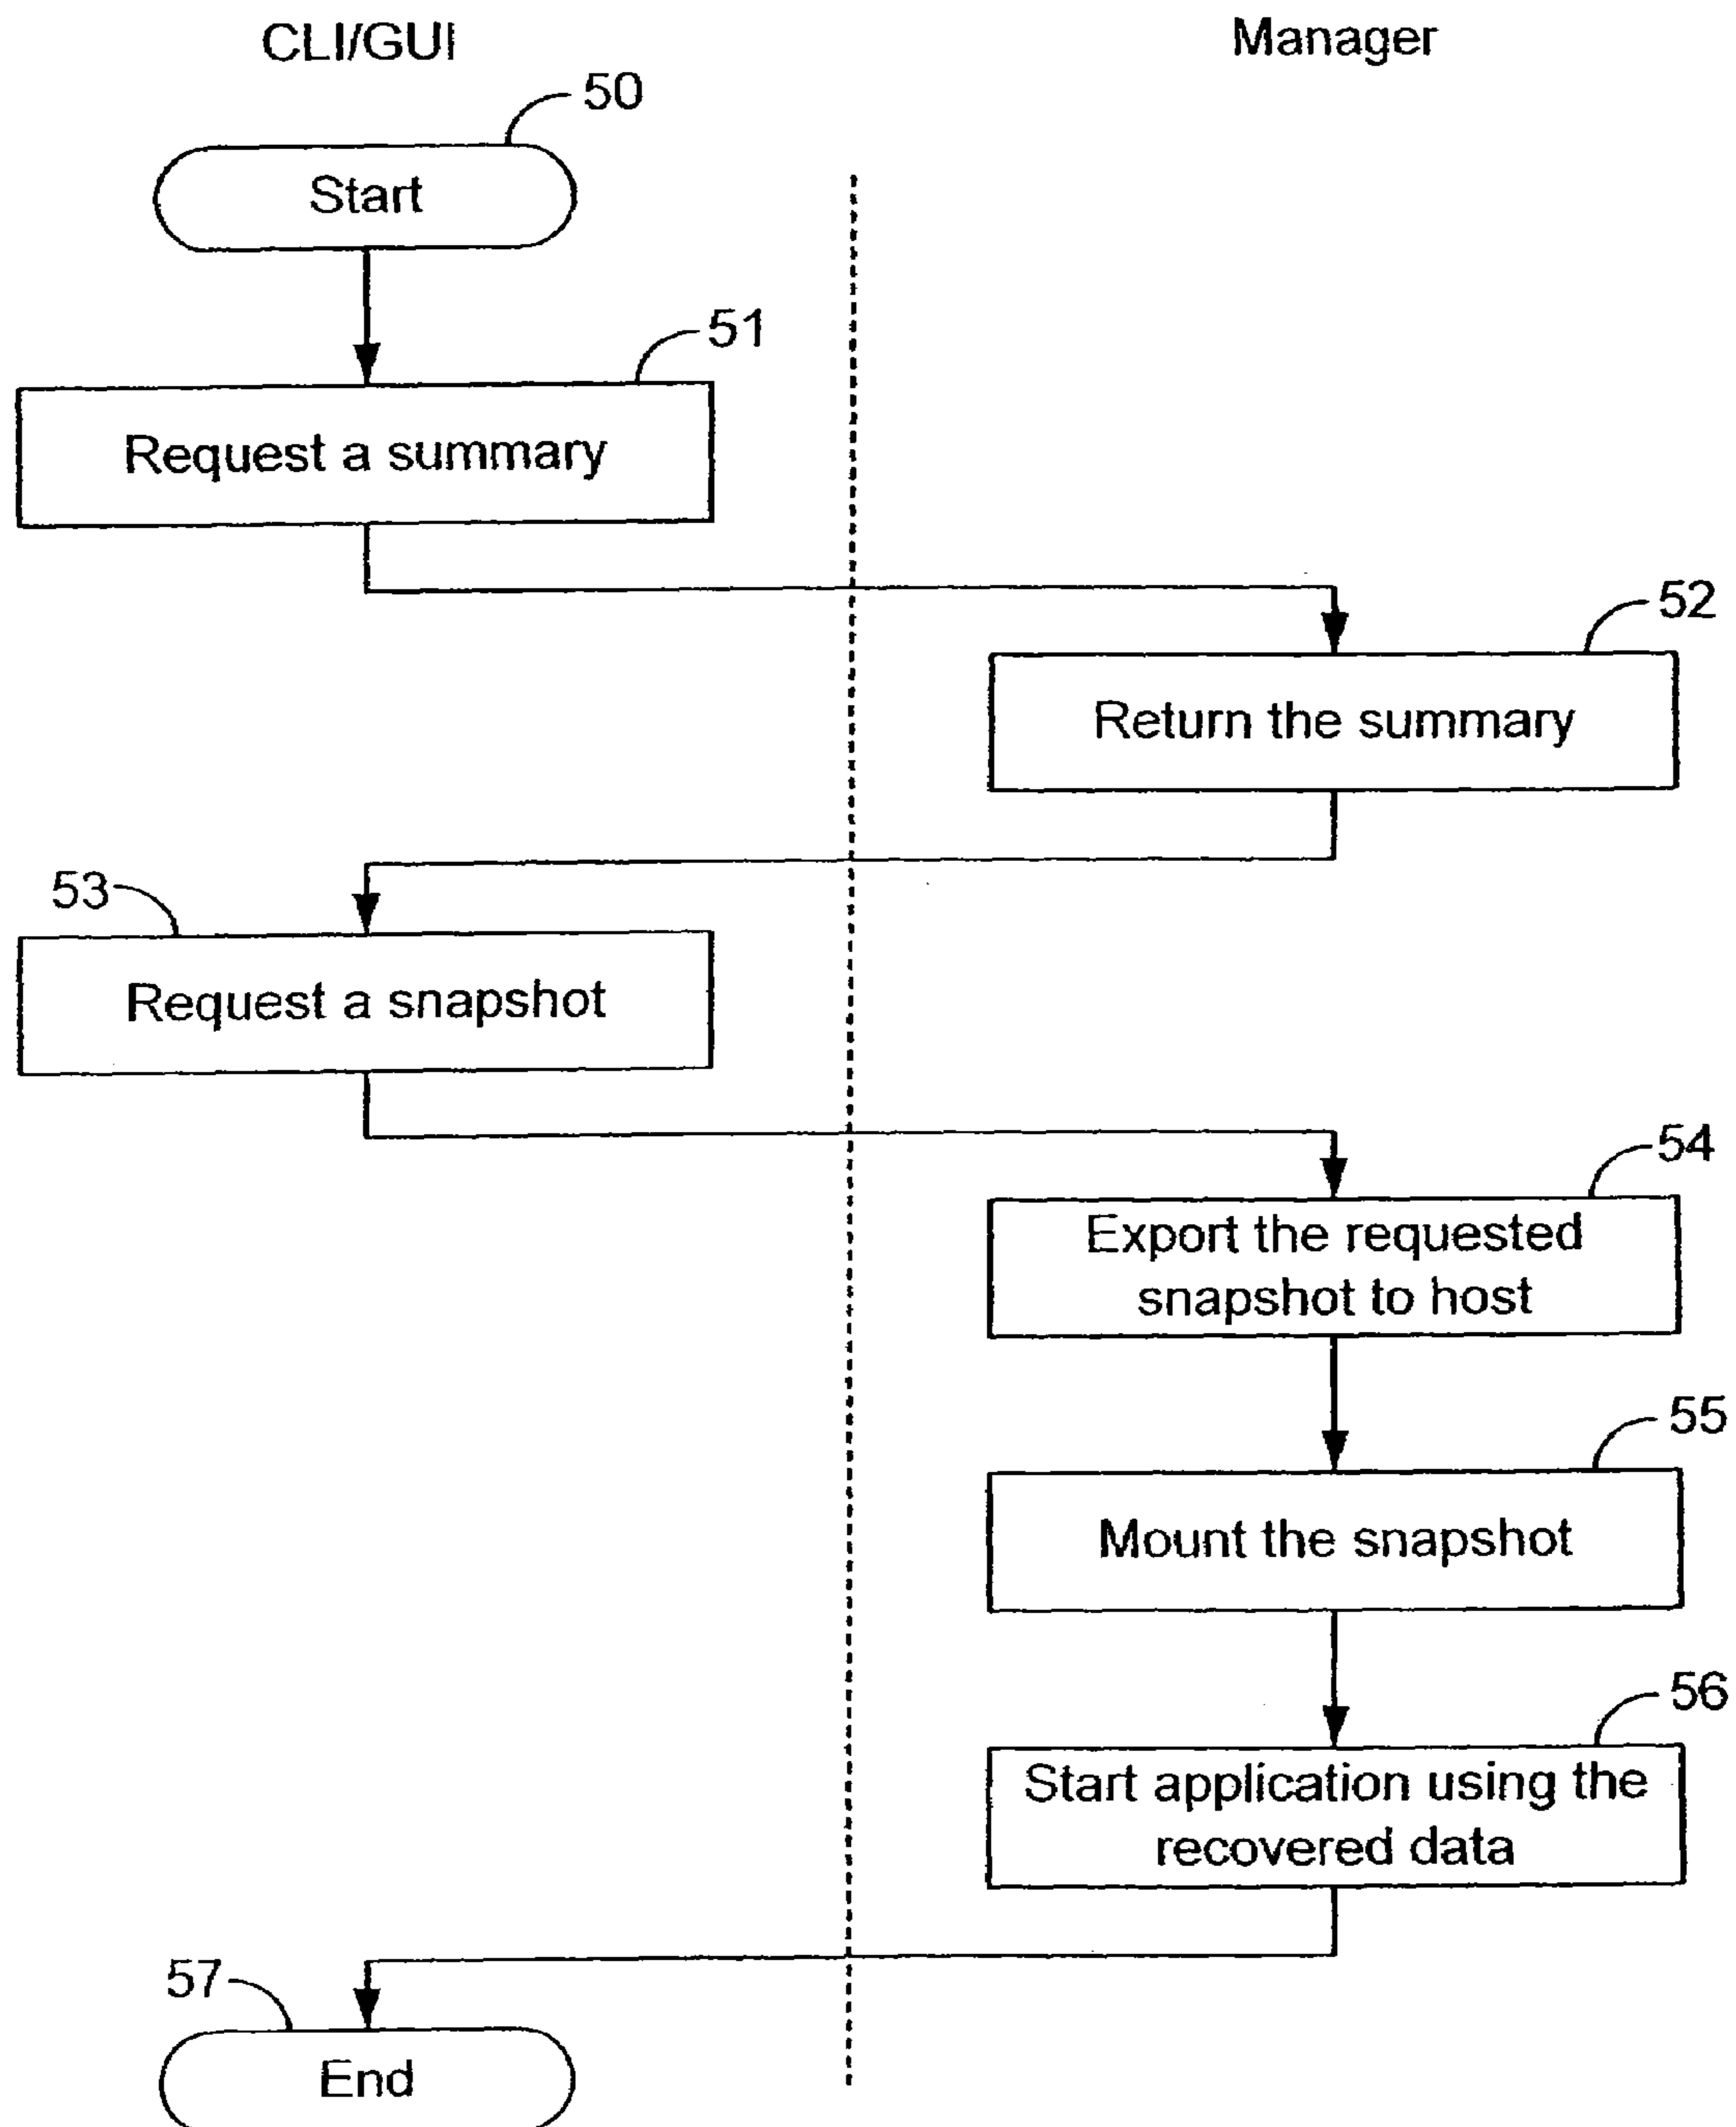 CLI/GUI
Manager
50
Start
51
Request a summary
52
Return the summary
53
Request a snapshot
54
Export the requested
snapshot to host
55
Mount the snapshot
56
Start application using the
recovered data
57
End